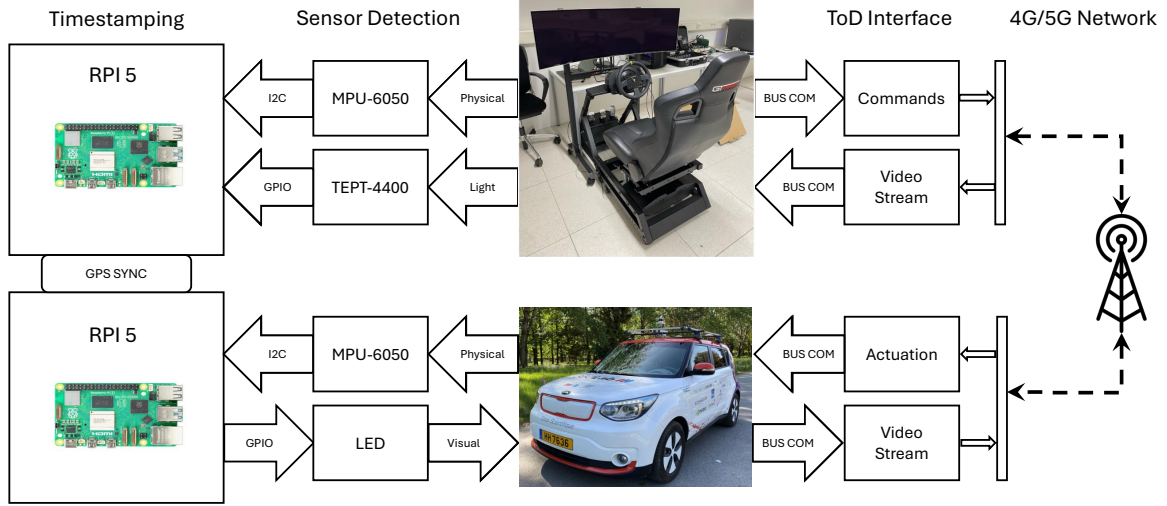 Timestamping
Sensor Detection
ToD Interface
4G/5G Network
RPI 5
I2C
MPU-6050
Physical
BUS COM
Commands
GPIO
TEPT-4400
Light
BUS COM
Video
Stream
GPS SYNC
RPI 5
I2C
MPU-6050
Physical
BUS COM
Actuation
GPIO
LED
Visual
BUS COM
Video
Stream